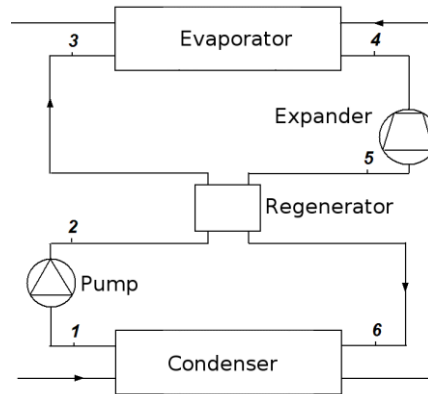 Evaporator
3
4
Expander
5
Regenerator
2
Pump
1
6
Condenser